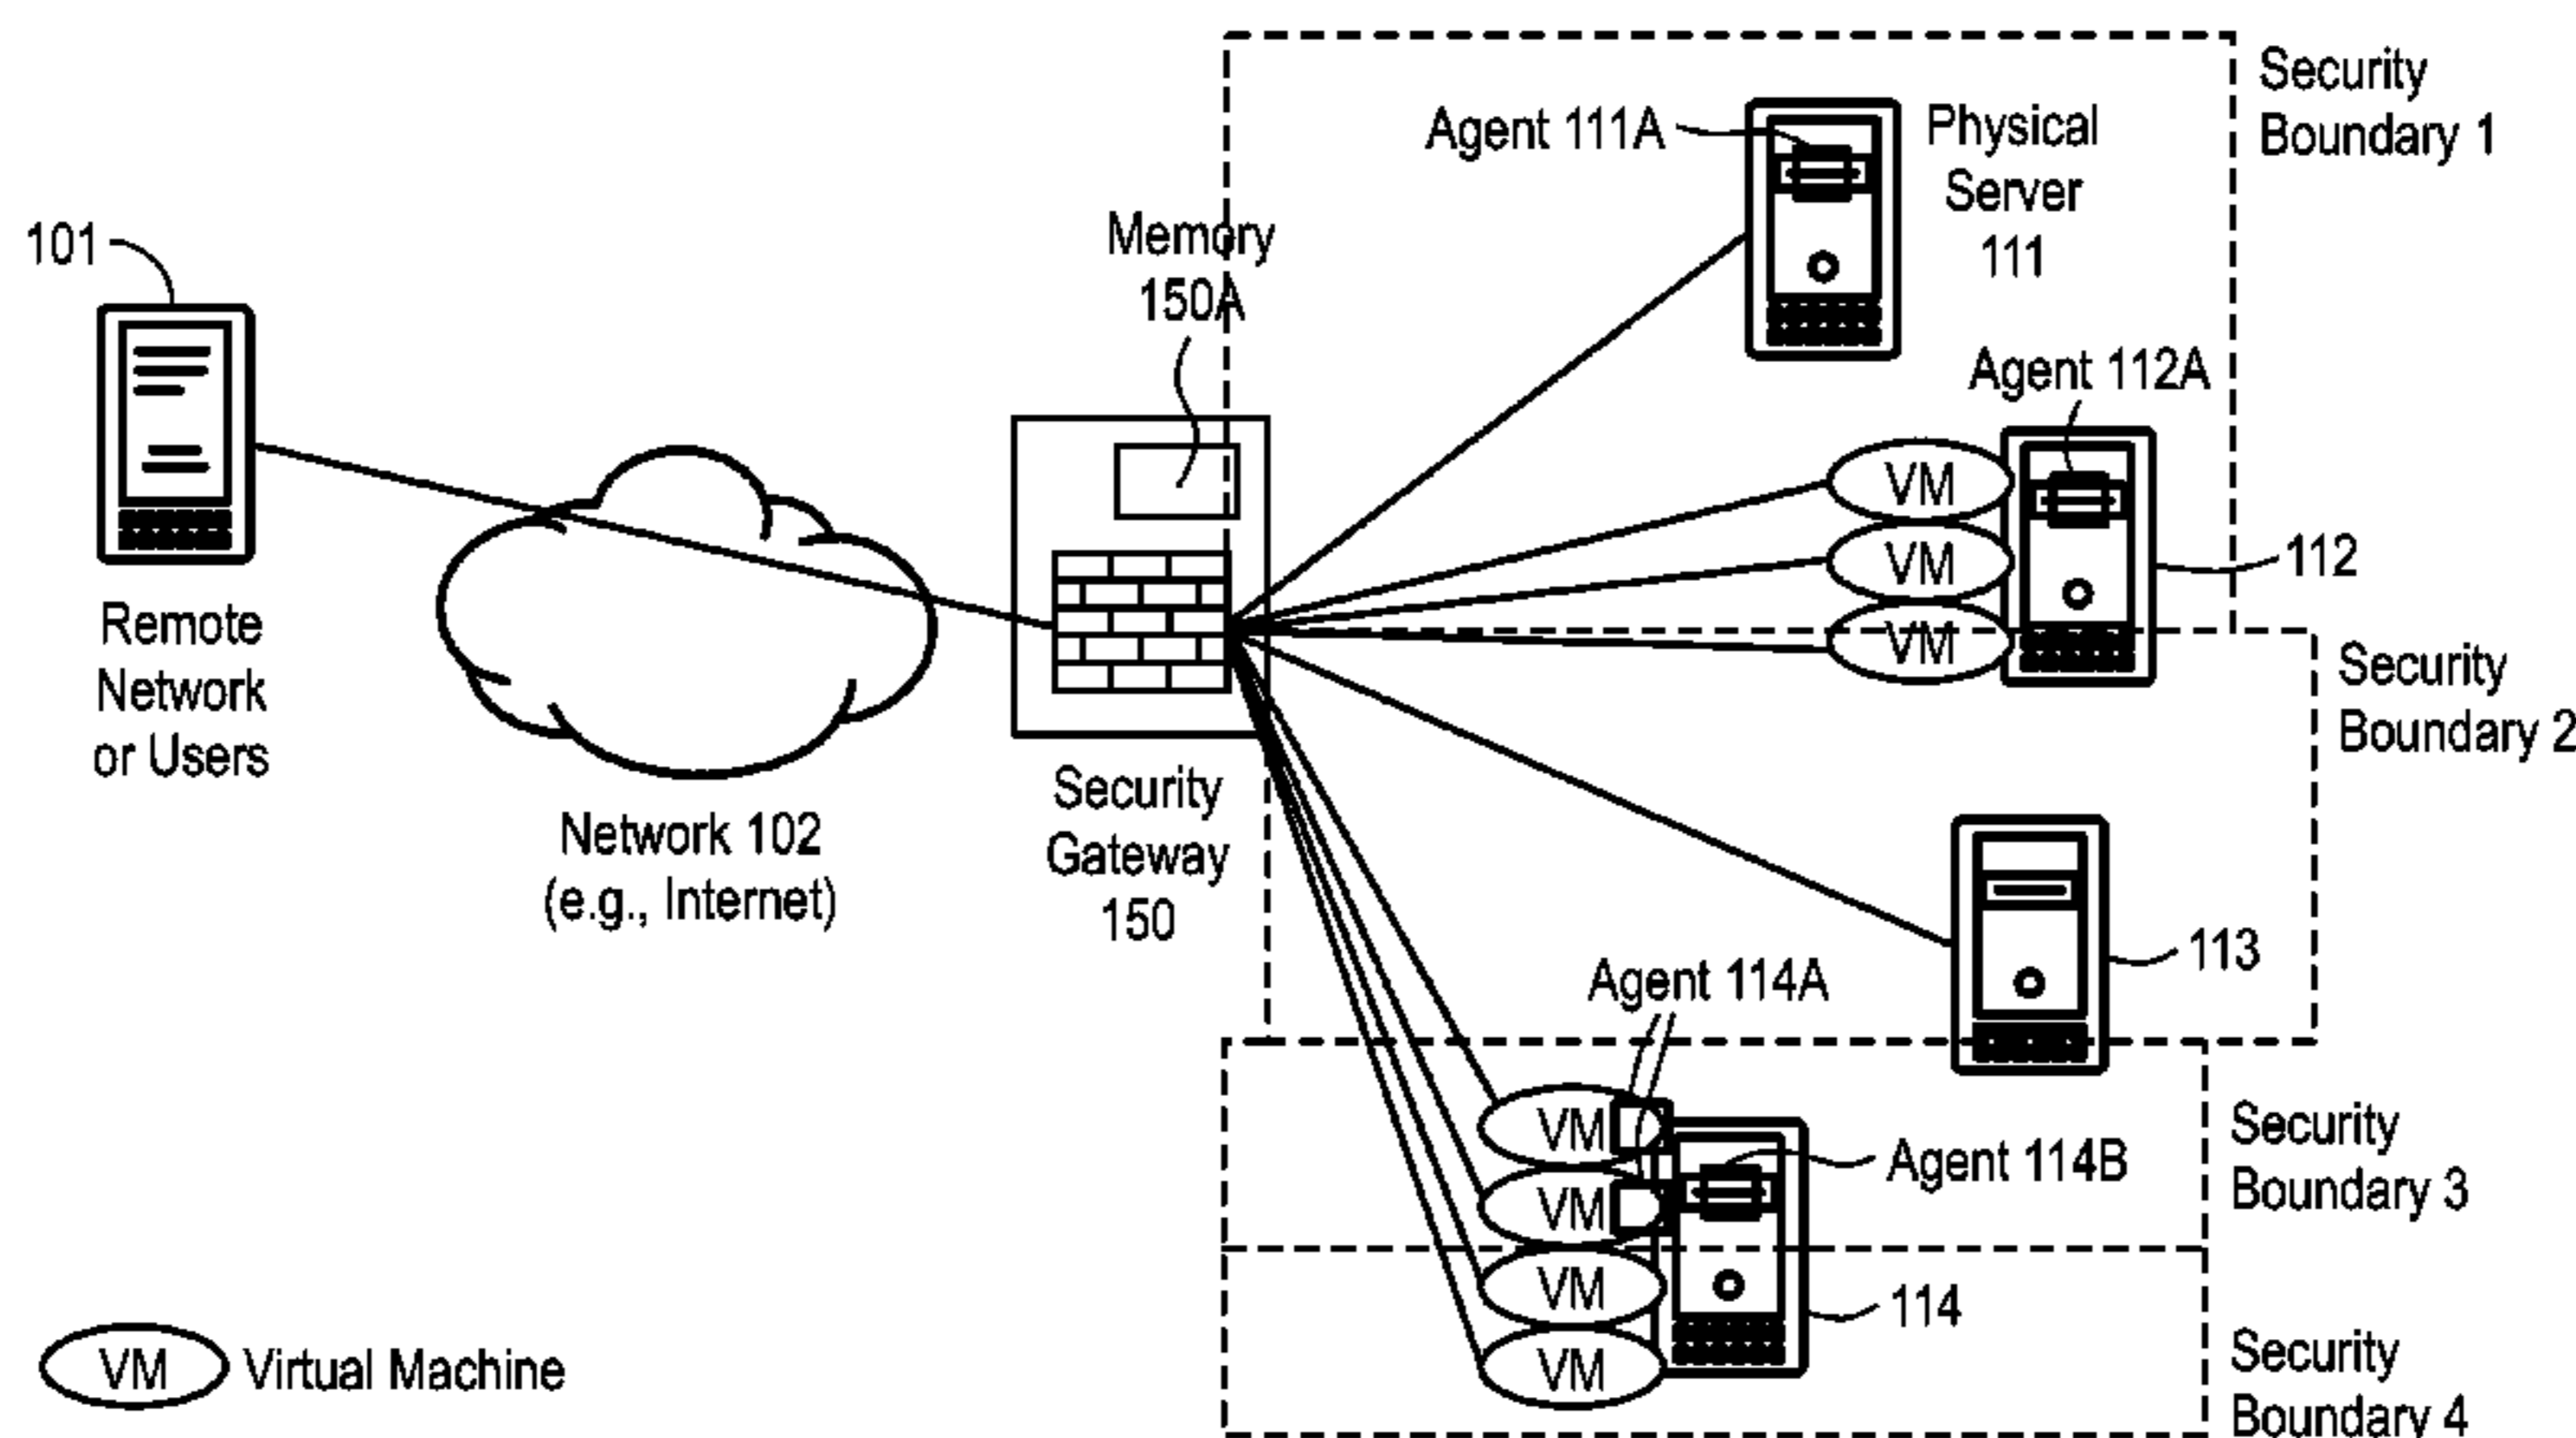 Security
Boundary 1
Agent 111A
Physical
Server
111
Memory
150A
101
Agent 112A
VM
VM
VM
112
Remote
Network
or Users
Security
Boundary 2
Security
Gateway
150
Network 102
(e.g., Internet)
113
Agent 114A
VM
VM
VM
VM
Agent 114B
114
Security
Boundary 3
Security
Boundary 4
VM Virtual Machine